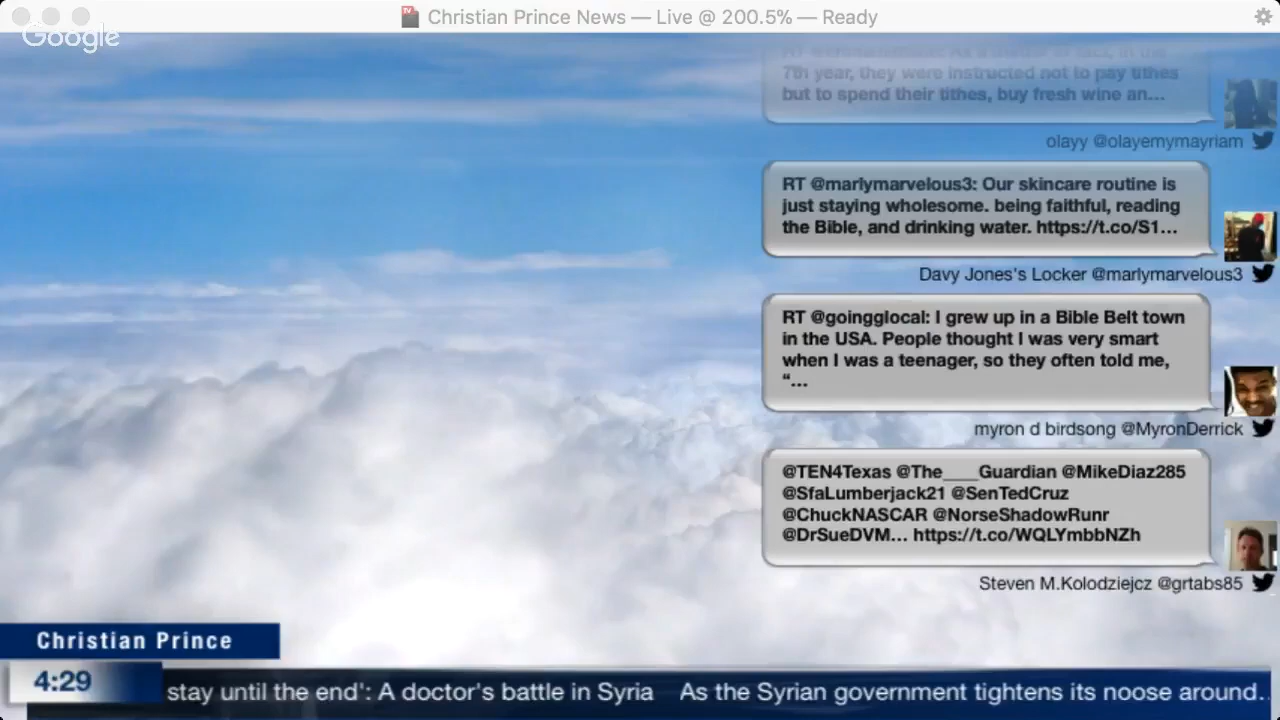 Christian Prince News — Live @ 200.5% — Ready
Google
7th year, they were instructed not to pay tithes
but to spend their tithes, buy fresh wine an...
olayy @olayemymayriam
RT @marlymarvelous3: Our skincare routine is
just staying wholesome. being faithful, reading
the Bible, and drinking water. https://t.co/S1...
Davy Jones's Locker @marlymarvelous3
RT @goingglocal: I grew up in a Bible Belt town
in the USA. People thought I was very smart
when I was a teenager, so they often told me,
“...
myron d birdsong @MyronDerrick
@TEN4Texas @The____Guardian @MikeDiaz285
@SfaLumberjack21 @SenTedCruz
@ChuckNASCAR @NorseShadowRunr
@DrSueDVM... https://t.co/WQLYmbbNZh
Steven M.Kolodziejcz @grtabs85
Christian Prince
4:29
stay until the end': A doctor's battle in Syria As the Syrian government tightens its noose around..